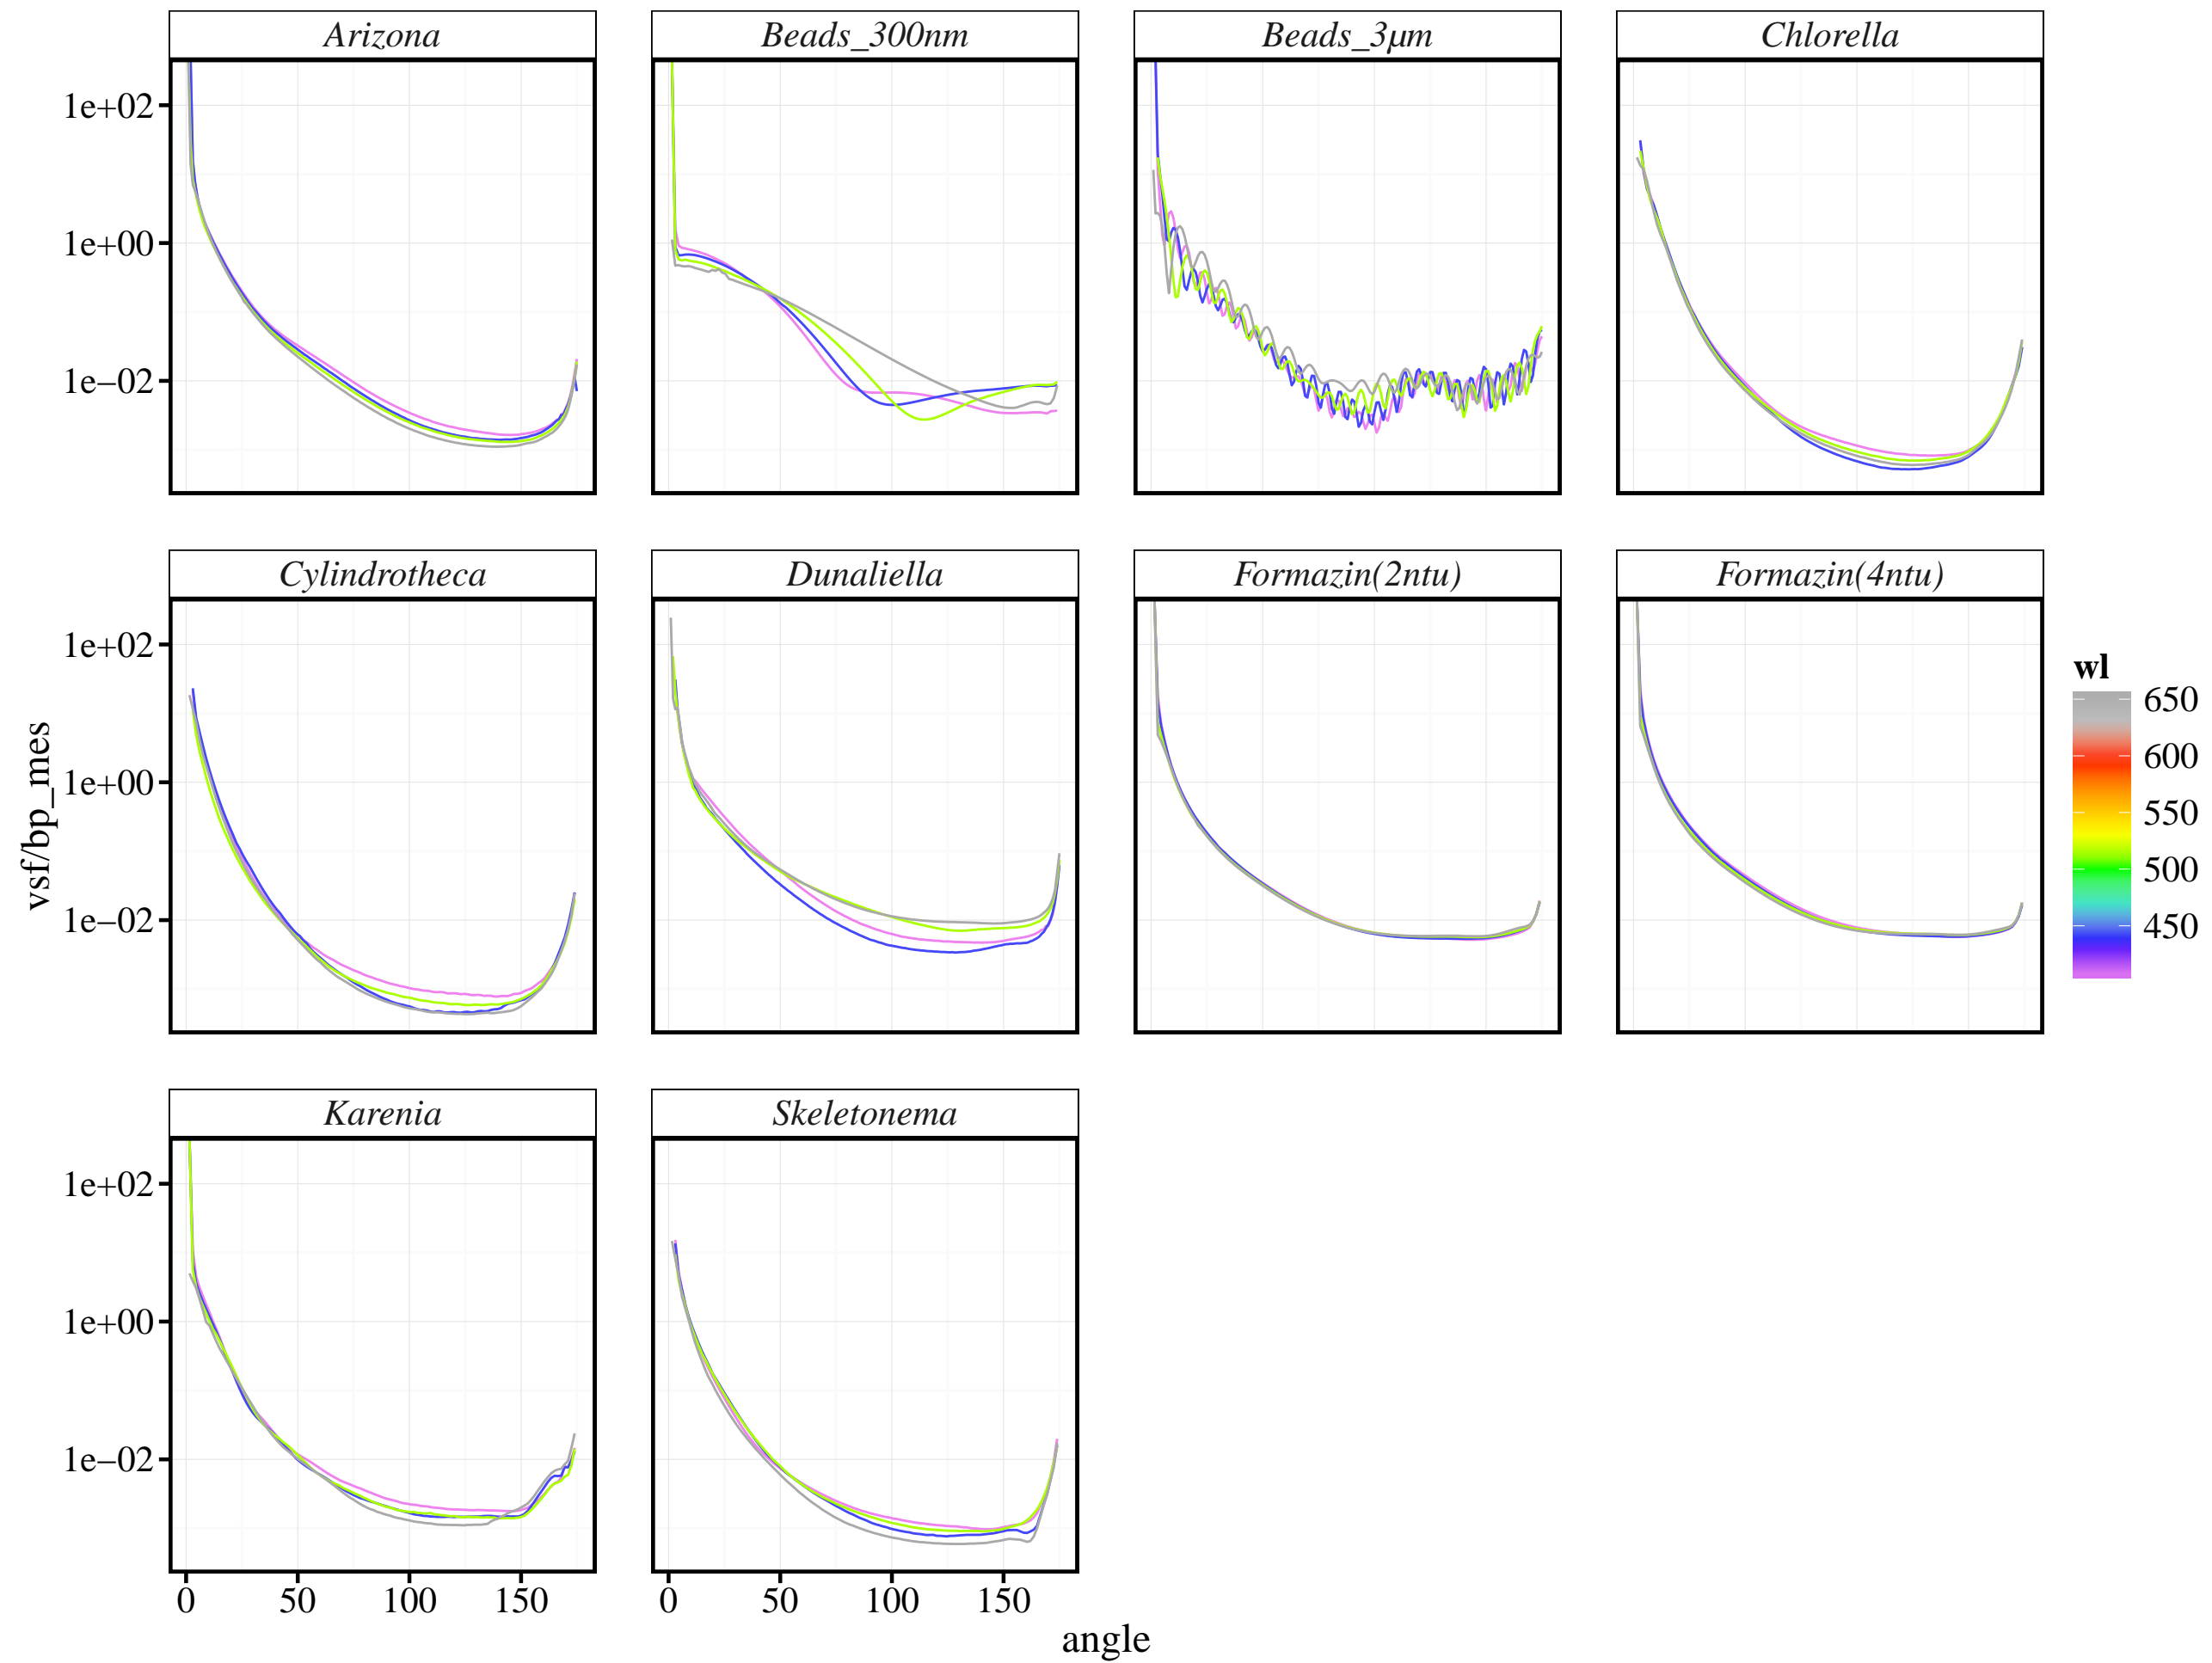 Arizona
Beads_300nm
Beads_3μm
Chlorella
1e+02
1e+00
1e−02
Cylindrotheca
Dunaliella
Formazin(2ntu)
Formazin(4ntu)
1e+02
1e+00
1e−02
vsf/bp_mes
wl
650
600
550
500
450
Karenia
Skeletonema
1e+02
1e+00
1e−02
0 50 100 150
0 50 100 150
angle